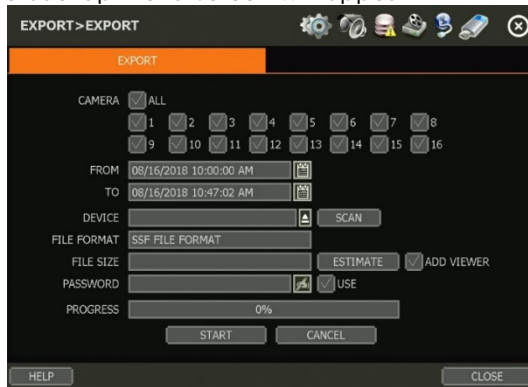 EXPORT>EXPORT
EXPORT
CAMERA ALL
1 2 3 4 5 6 7 8
9 10 11 12 13 14 15 16
FROM 08/16/2018 10:00:00 AM
TO 08/16/2018 10:47:02 AM
DEVICE SCAN
FILE FORMAT SSF FILE FORMAT
FILE SIZE ESTIMATE ADD VIEWER
PASSWORD USE
PROGRESS 0%
START CANCEL
HELP CLOSE